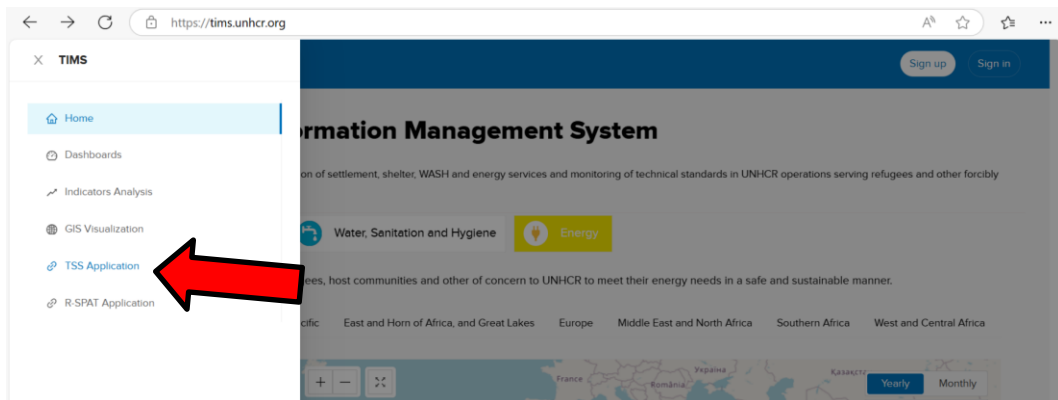 https://tims.unhcr.org
TIMS
Sign up
Sign in
Home
Dashboards
Indicators Analysis
GIS Visualization
TSS Application
R-SPAT Application
ormation Management System
on of settlement, shelter, WASH and energy services and monitoring of technical standards in UNHCR operations serving refugees and other forcibly
Water, Sanitation and Hygiene
Energy
ees, host communities and other of concern to UNHCR to meet their energy needs in a safe and sustainable manner.
cific East and Horn of Africa, and Great Lakes Europe Middle East and North Africa Southern Africa West and Central Africa
France
Україна
România
Yearly
Monthly